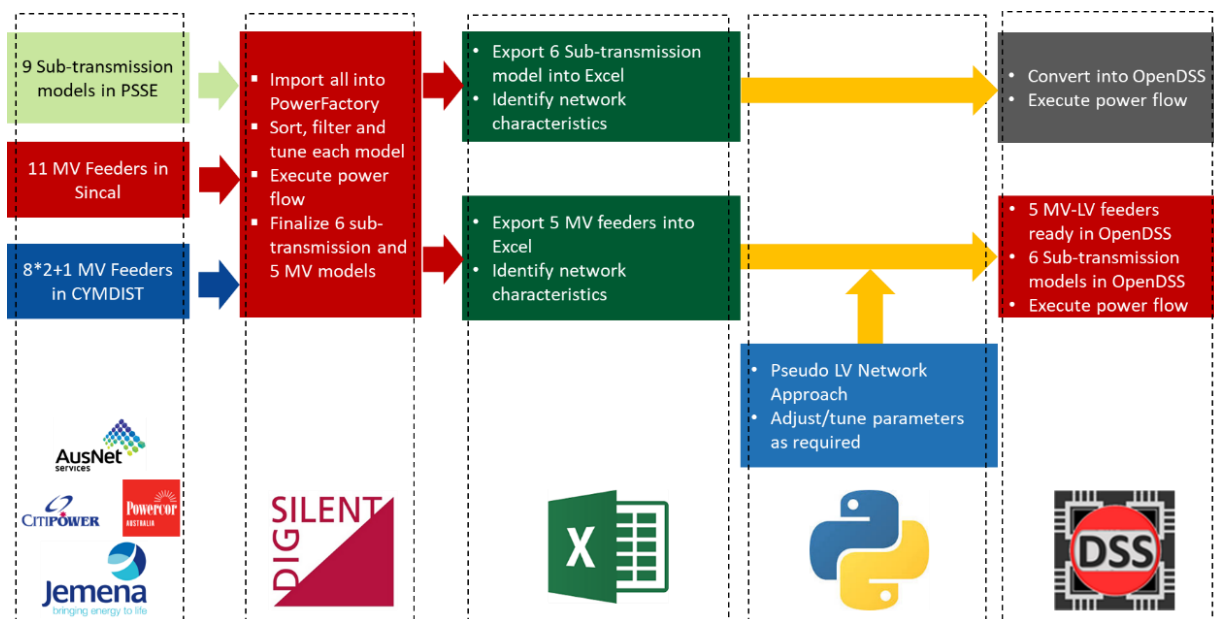 9 Sub-transmission
models in PSSE
11 MV Feeders in
Sincal
8*2+1 MV Feeders
in CYMDIST
▪ Import all into
PowerFactory
▪ Sort, filter and
tune each model
▪ Execute power
flow
▪ Finalize 6 sub-
transmission and
5 MV models
• Export 6 Sub-transmission
model into Excel
• Identify network
characteristics
• Export 5 MV feeders into
Excel
• Identify network
characteristics
• Pseudo LV Network
Approach
• Adjust/tune parameters
as required
• Convert into OpenDSS
• Execute power flow
• 5 MV-LV feeders
ready in OpenDSS
• 6 Sub-transmission
models in OpenDSS
• Execute power flow
AusNet
services
CITIPOWER
Powercor
AUSTRALIA
Jemena
bringing energy to life
DIG
SILENT
X
DSS